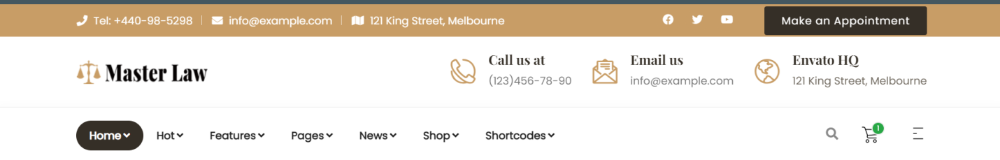 Tel: +440-98-5298 info@example.com 121 King Street, Melbourne Make an Appointment
Master Law
Call us at
(123)456-78-90
Email us
info@example.com
Envato HQ
121 King Street, Melbourne
Home Hot Features Pages News Shop Shortcodes 1